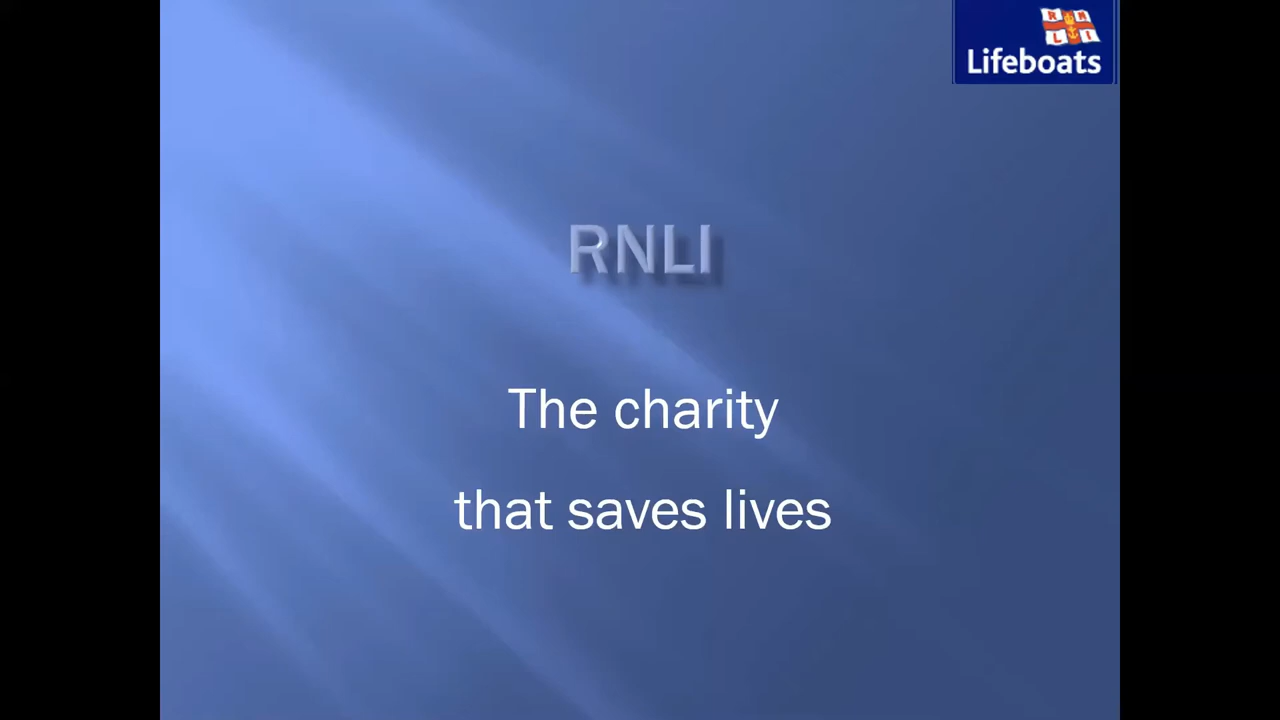 R N
L I
Lifeboats
RNLI
The charity
that saves lives